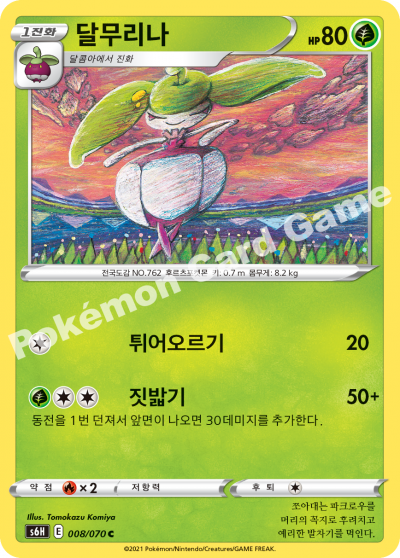 1진화
달무리나
HP 80
달콤아에서 진화
전국도감 NO.762 후르츠포켓몬 키: 0.7 m 몸무게: 8.2 kg
튀어오르기 20
짓밟기 50+
동전을 1번 던져서 앞면이 나오면 30데미지를 추가한다.
약점 ×2 저항력 후퇴
Illus. Tomokazu Komiya
s6H E 008/070 C
쪼아대는 파크로우를
머리의 꼭지로 후려치고
예리한 발차기를 먹인다.
©2021 Pokémon/Nintendo/Creatures/GAME FREAK.
Pokémon Card Game